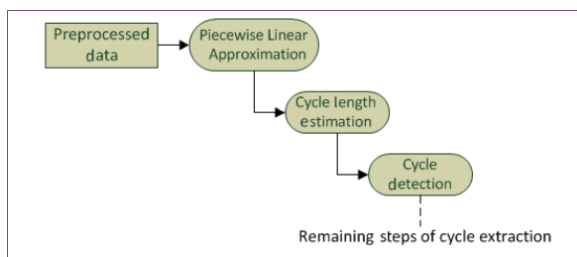 Preprocessed
data
Piecewise Linear
Approximation
Cycle length
estimation
Cycle
detection
Remaining steps of cycle extraction